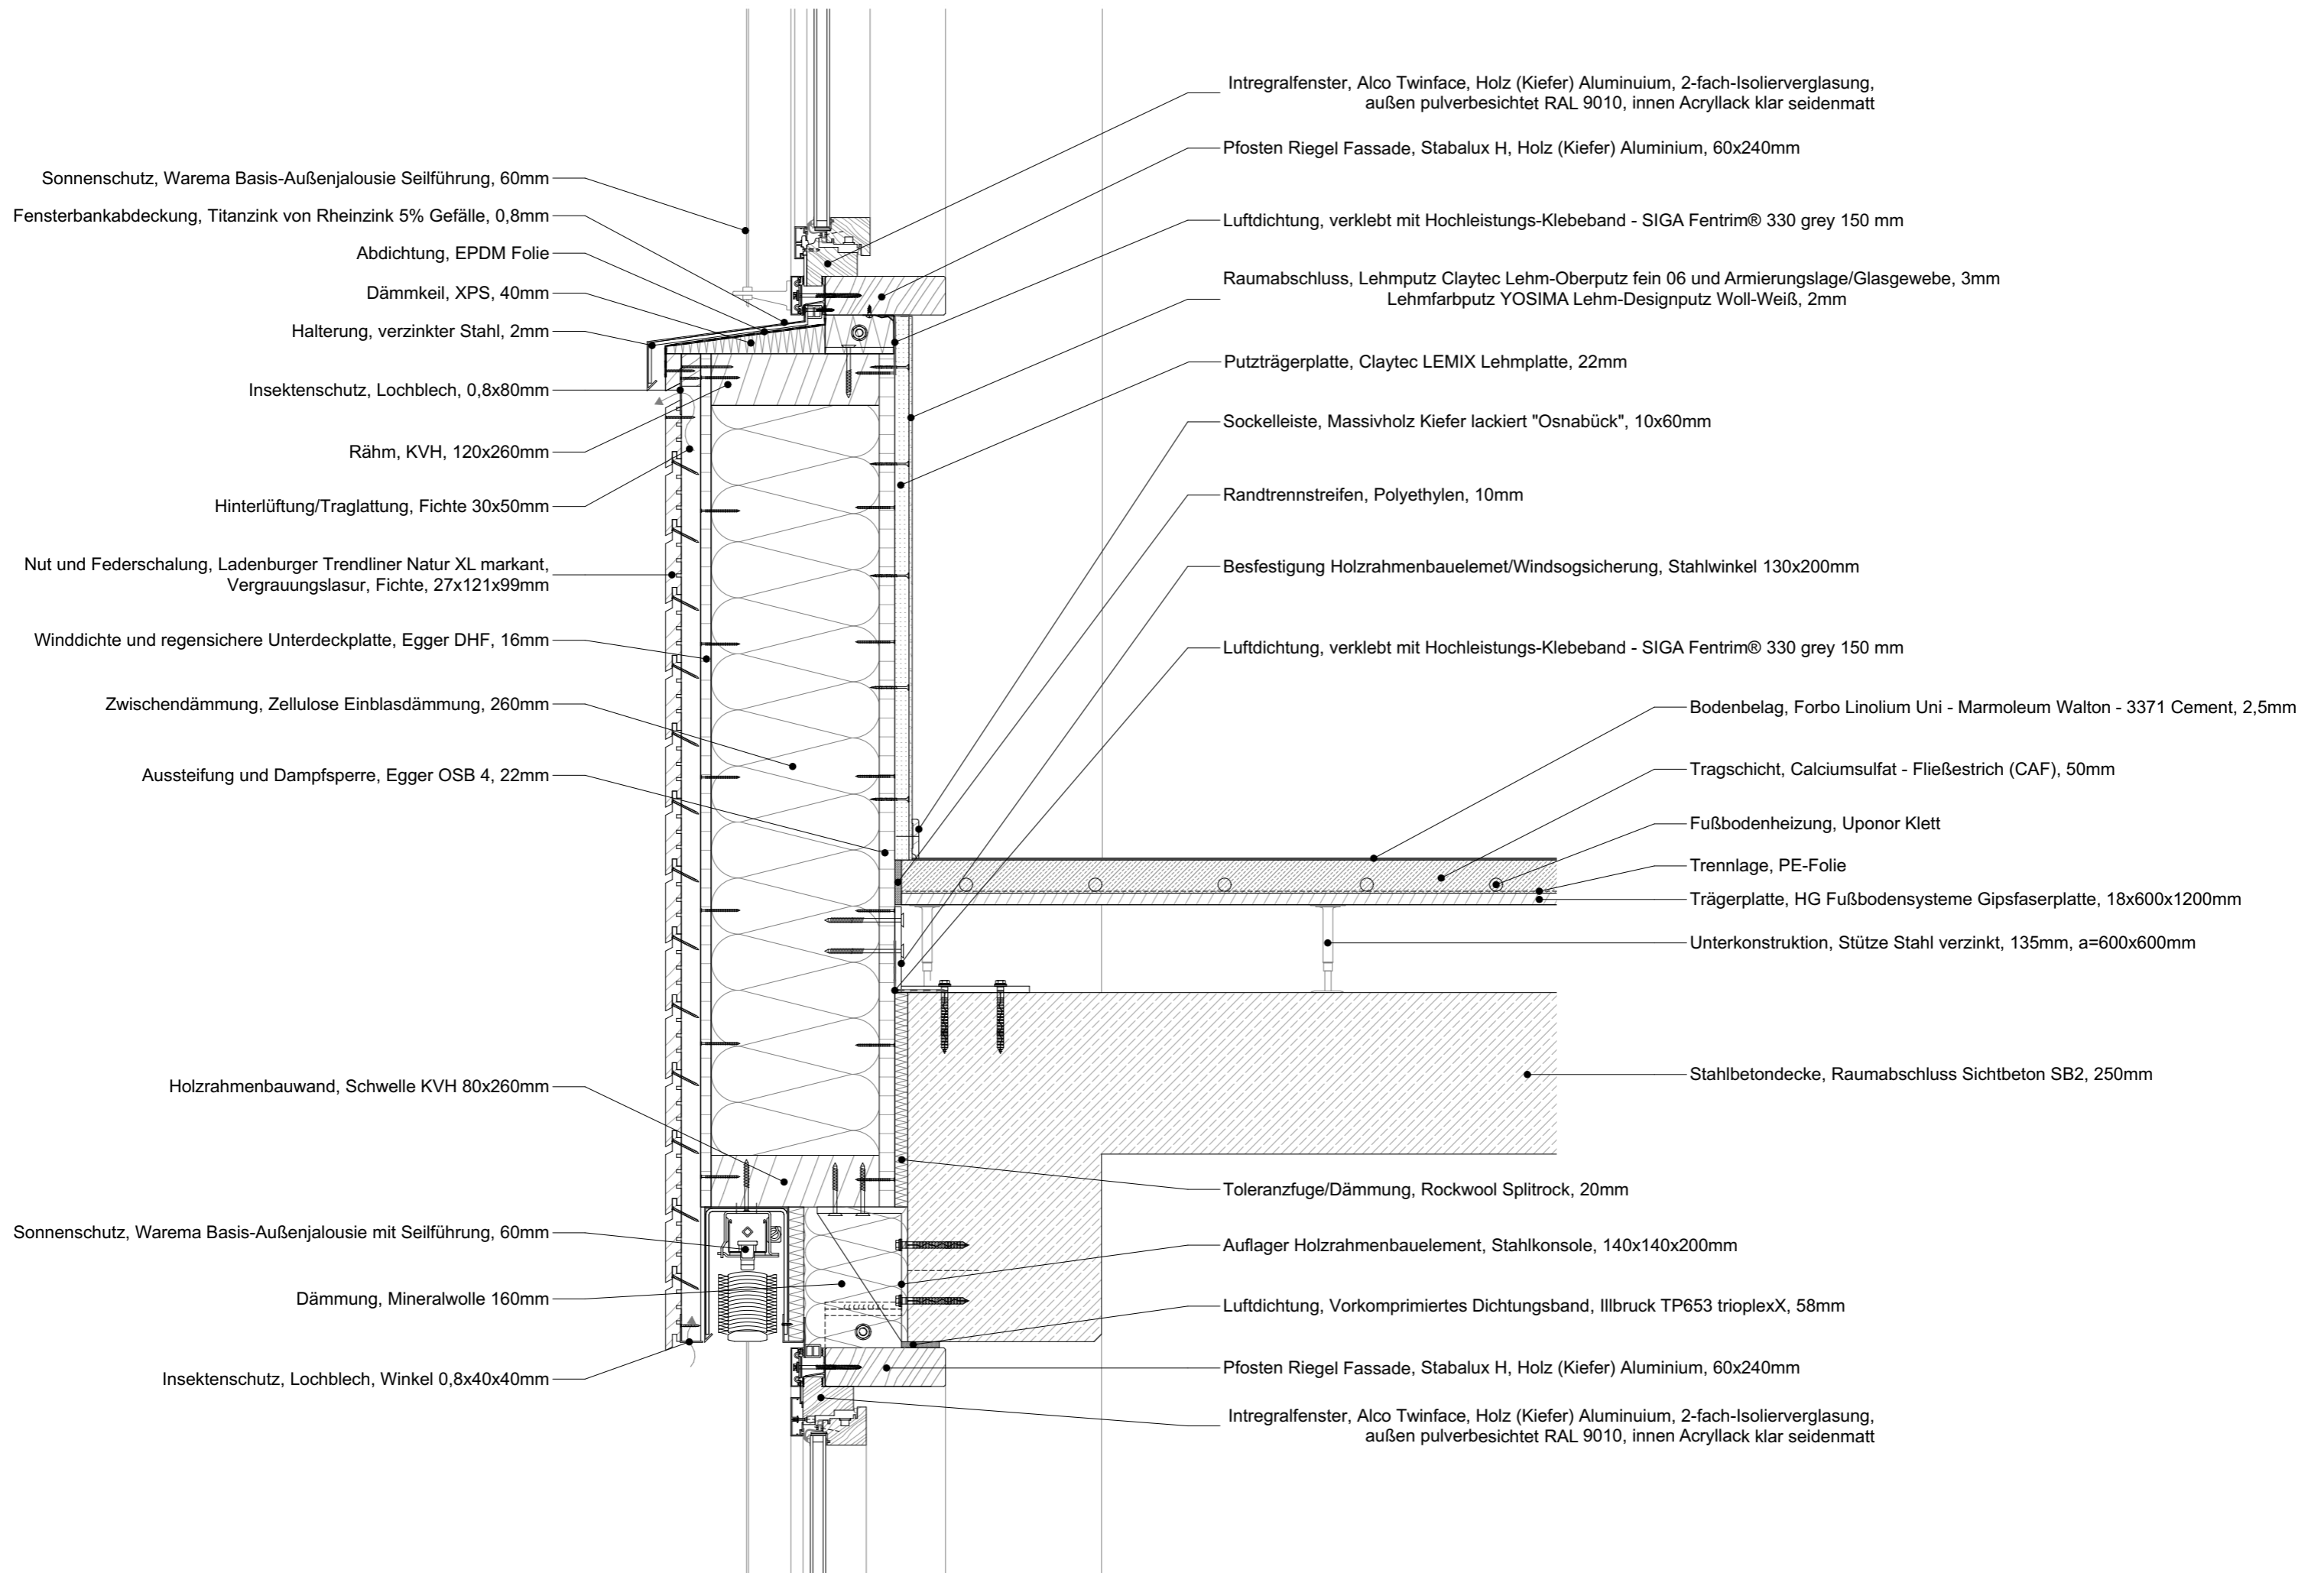 Sonnenschutz, Warema Basis-Außenjalousie Seilführung, 60mm
Fensterbankabdeckung, Titanzink von Rheinzink 5% Gefälle, 0,8mm
Abdichtung, EPDM Folie
Dämmkeil, XPS, 40mm
Halterung, verzinkter Stahl, 2mm
Insektenschutz, Lochblech, 0,8x80mm
Rähm, KVH, 120x260mm
Hinterlüftung/Traglattung, Fichte 30x50mm
Nut und Federschalung, Ladenburger Trendliner Natur XL markant,
Vergrauungslasur, Fichte, 27x121x99mm
Winddichte und regensichere Unterdeckplatte, Egger DHF, 16mm
Zwischendämmung, Zellulose Einblasdämmung, 260mm
Aussteifung und Dampfsperre, Egger OSB 4, 22mm
Holzrahmenbauwand, Schwelle KVH 80x260mm
Sonnenschutz, Warema Basis-Außenjalousie mit Seilführung, 60mm
Dämmung, Mineralwolle 160mm
Insektenschutz, Lochblech, Winkel 0,8x40x40mm
Intregralfenster, Alco Twinface, Holz (Kiefer) Aluminuium, 2-fach-Isolierverglasung,
außen pulverbesichtet RAL 9010, innen Acryllack klar seidenmatt
Pfosten Riegel Fassade, Stabalux H, Holz (Kiefer) Aluminium, 60x240mm
Luftdichtung, verklebt mit Hochleistungs-Klebeband - SIGA Fentrim® 330 grey 150 mm
Raumabschluss, Lehmputz Claytec Lehm-Oberputz fein 06 und Armierungslage/Glasgewebe, 3mm
Lehmfarbputz YOSIMA Lehm-Designputz Woll-Weiß, 2mm
Putzträgerplatte, Claytec LEMIX Lehmplatte, 22mm
Sockelleiste, Massivholz Kiefer lackiert "Osnabück", 10x60mm
Randtrennstreifen, Polyethylen, 10mm
Besfestigung Holzrahmenbauelemet/Windsogsicherung, Stahlwinkel 130x200mm
Luftdichtung, verklebt mit Hochleistungs-Klebeband - SIGA Fentrim® 330 grey 150 mm
Bodenbelag, Forbo Linolium Uni - Marmoleum Walton - 3371 Cement, 2,5mm
Tragschicht, Calciumsulfat - Fließestrich (CAF), 50mm
Fußbodenheizung, Uponor Klett
Trennlage, PE-Folie
Trägerplatte, HG Fußbodensysteme Gipsfaserplatte, 18x600x1200mm
Unterkonstruktion, Stütze Stahl verzinkt, 135mm, a=600x600mm
Stahlbetondecke, Raumabschluss Sichtbeton SB2, 250mm
Toleranzfuge/Dämmung, Rockwool Splitrock, 20mm
Auflager Holzrahmenbauelement, Stahlkonsole, 140x140x200mm
Luftdichtung, Vorkomprimiertes Dichtungsband, Illbruck TP653 trioplexX, 58mm
Pfosten Riegel Fassade, Stabalux H, Holz (Kiefer) Aluminium, 60x240mm
Intregralfenster, Alco Twinface, Holz (Kiefer) Aluminuium, 2-fach-Isolierverglasung,
außen pulverbesichtet RAL 9010, innen Acryllack klar seidenmatt